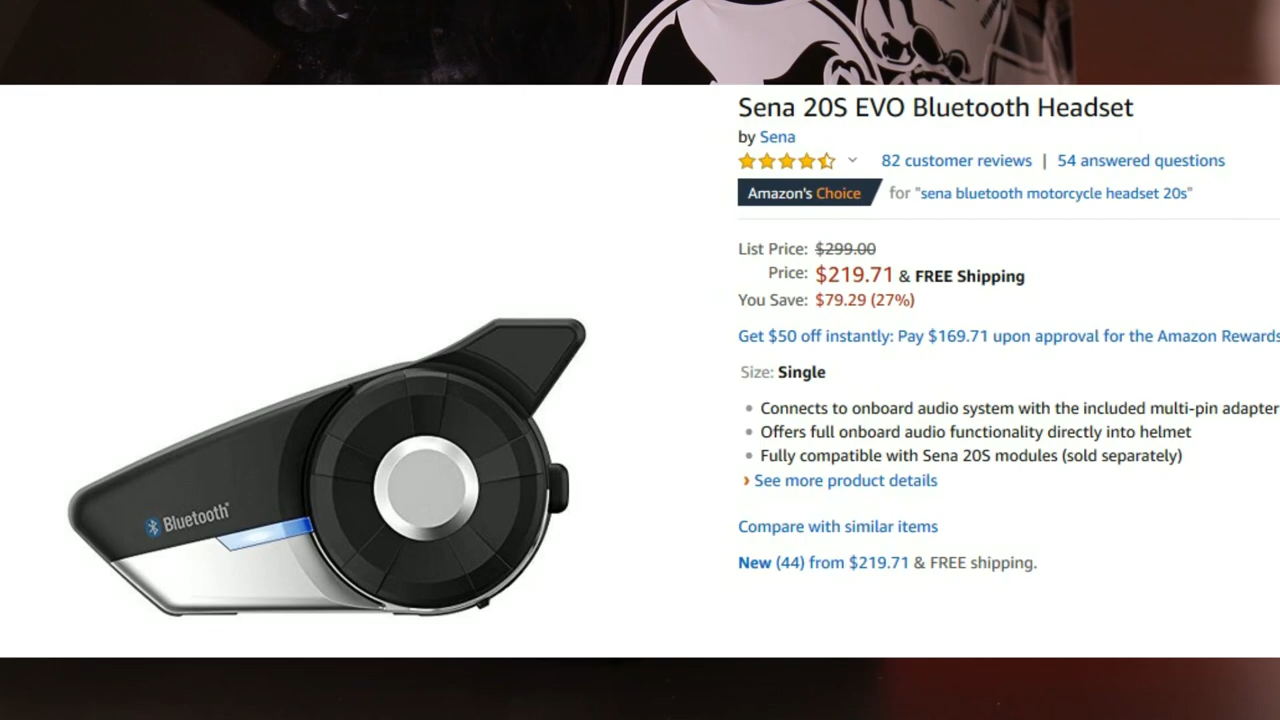 Sena 20S EVO Bluetooth Headset
by Sena
82 customer reviews | 54 answered questions
Amazon's Choice for "sena bluetooth motorcycle headset 20s"
List Price: $299.00
Price: $219.71 & FREE Shipping
You Save: $79.29 (27%)
Get $50 off instantly: Pay $169.71 upon approval for the Amazon Rewards
Size: Single
Connects to onboard audio system with the included multi-pin adapter
Offers full onboard audio functionality directly into helmet
Fully compatible with Sena 20S modules (sold separately)
› See more product details
Bluetooth®
Compare with similar items
New (44) from $219.71 & FREE shipping.